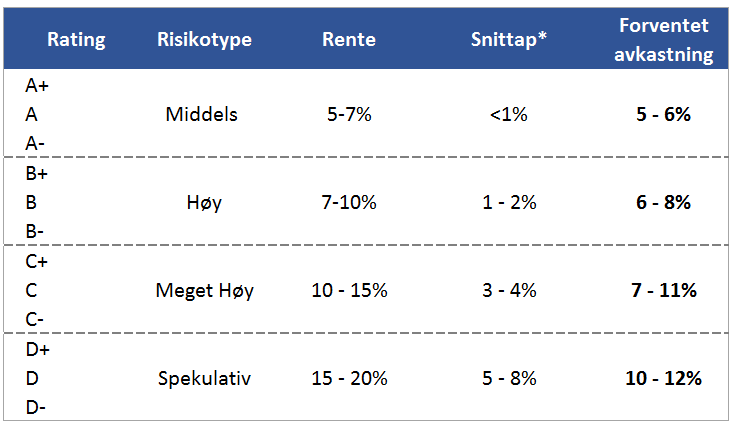 Rating Risikotype Rente Snittap* Forventet avkastning
A+
A Middels 5-7% <1% 5 - 6%
A-
B+
B Høy 7-10% 1 - 2% 6 - 8%
B-
C+
C Meget Høy 10 - 15% 3 - 4% 7 - 11%
C-
D+
D Spekulativ 15 - 20% 5 - 8% 10 - 12%
D-